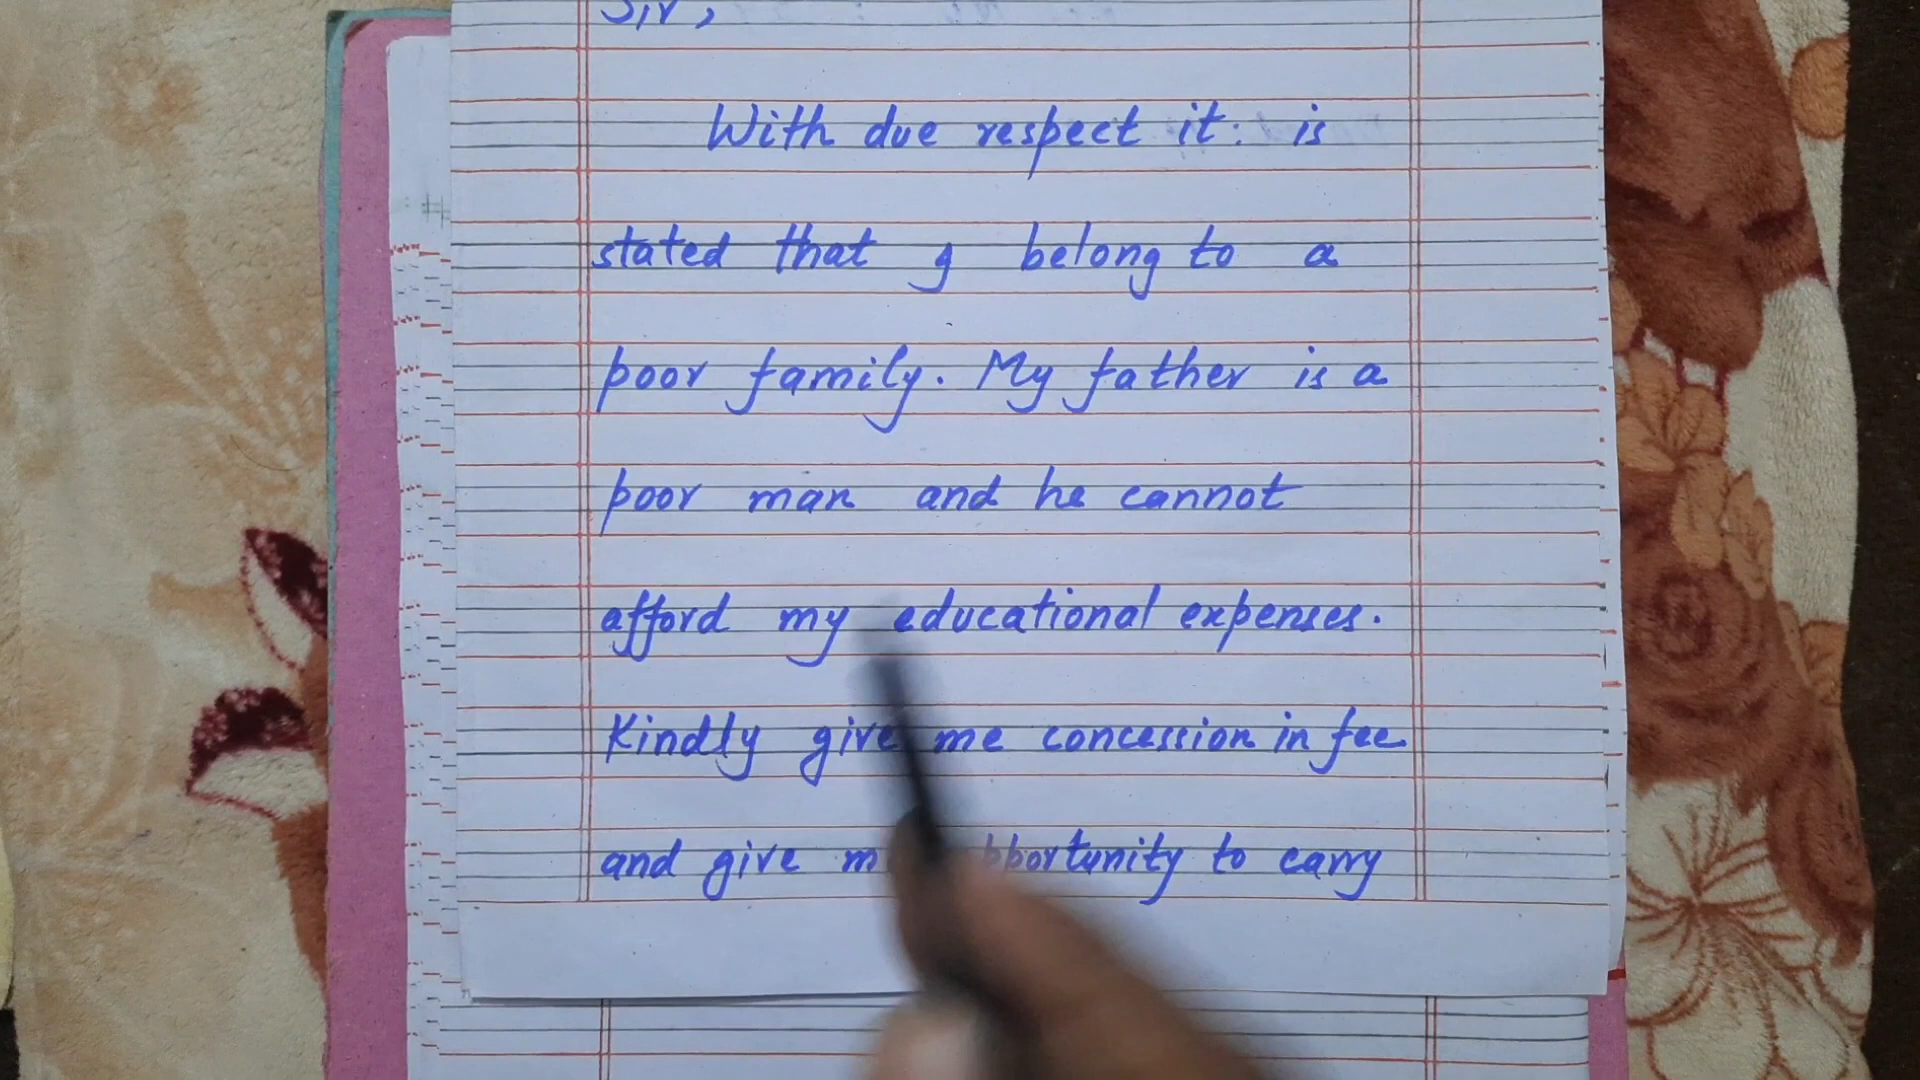 Sir,
With due respect it is
stated that I belong to a
poor family. My father is a
poor man and he cannot
afford my educational expenses.
Kindly give me concession in fee
and give opportunity to carry